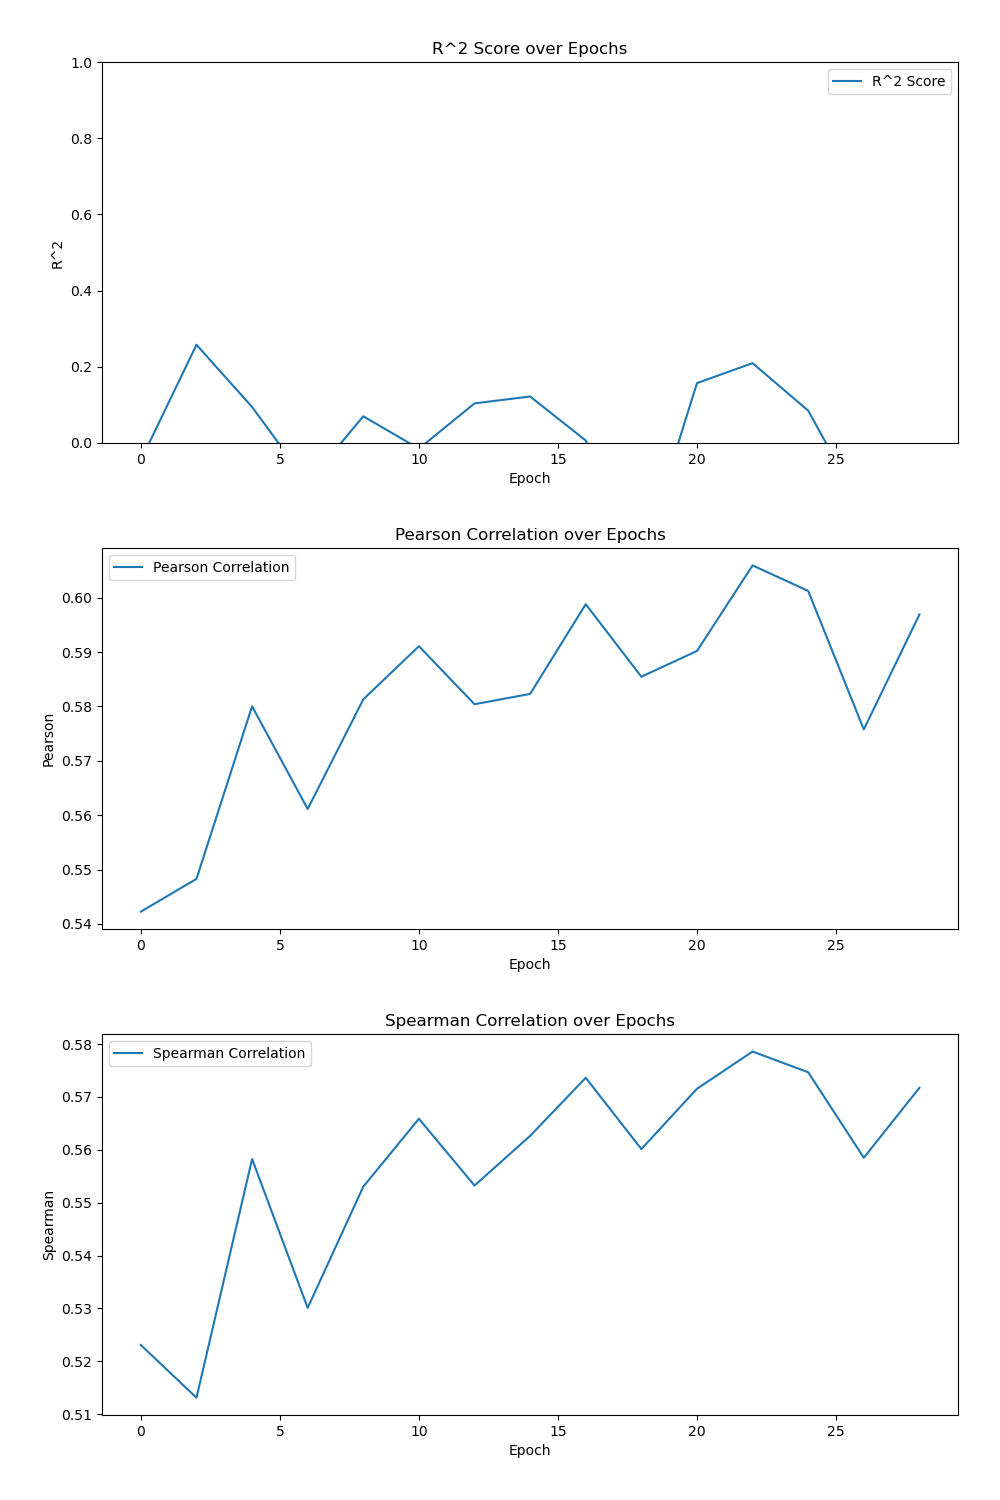 R^2 Score over Epochs
1.0
R^2 Score
0.8
0.6
R^2
0.4
0.2
0.0
0 5 10 15 20 25
Epoch
Pearson Correlation over Epochs
Pearson Correlation
0.60
0.59
0.58
Pearson
0.57
0.56
0.55
0.54
0 5 10 15 20 25
Epoch
Spearman Correlation over Epochs
0.58
Spearman Correlation
0.57
0.56
0.55
Spearman
0.54
0.53
0.52
0.51
0 5 10 15 20 25
Epoch